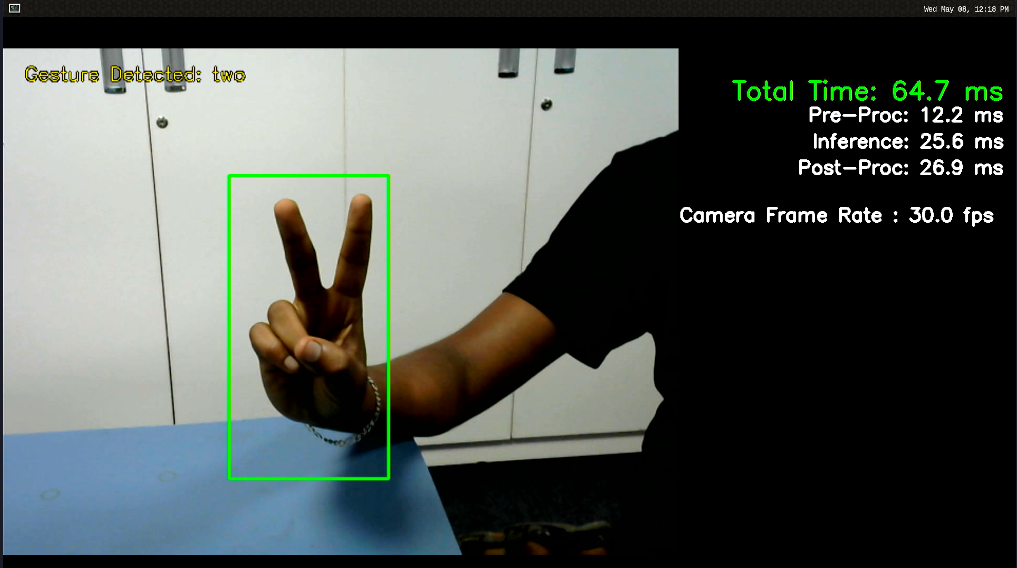 Wed May 08, 12:18 PM
Gesture Detected: two
Total Time: 64.7 ms
Pre-Proc: 12.2 ms
Inference: 25.6 ms
Post-Proc: 26.9 ms
Camera Frame Rate : 30.0 fps